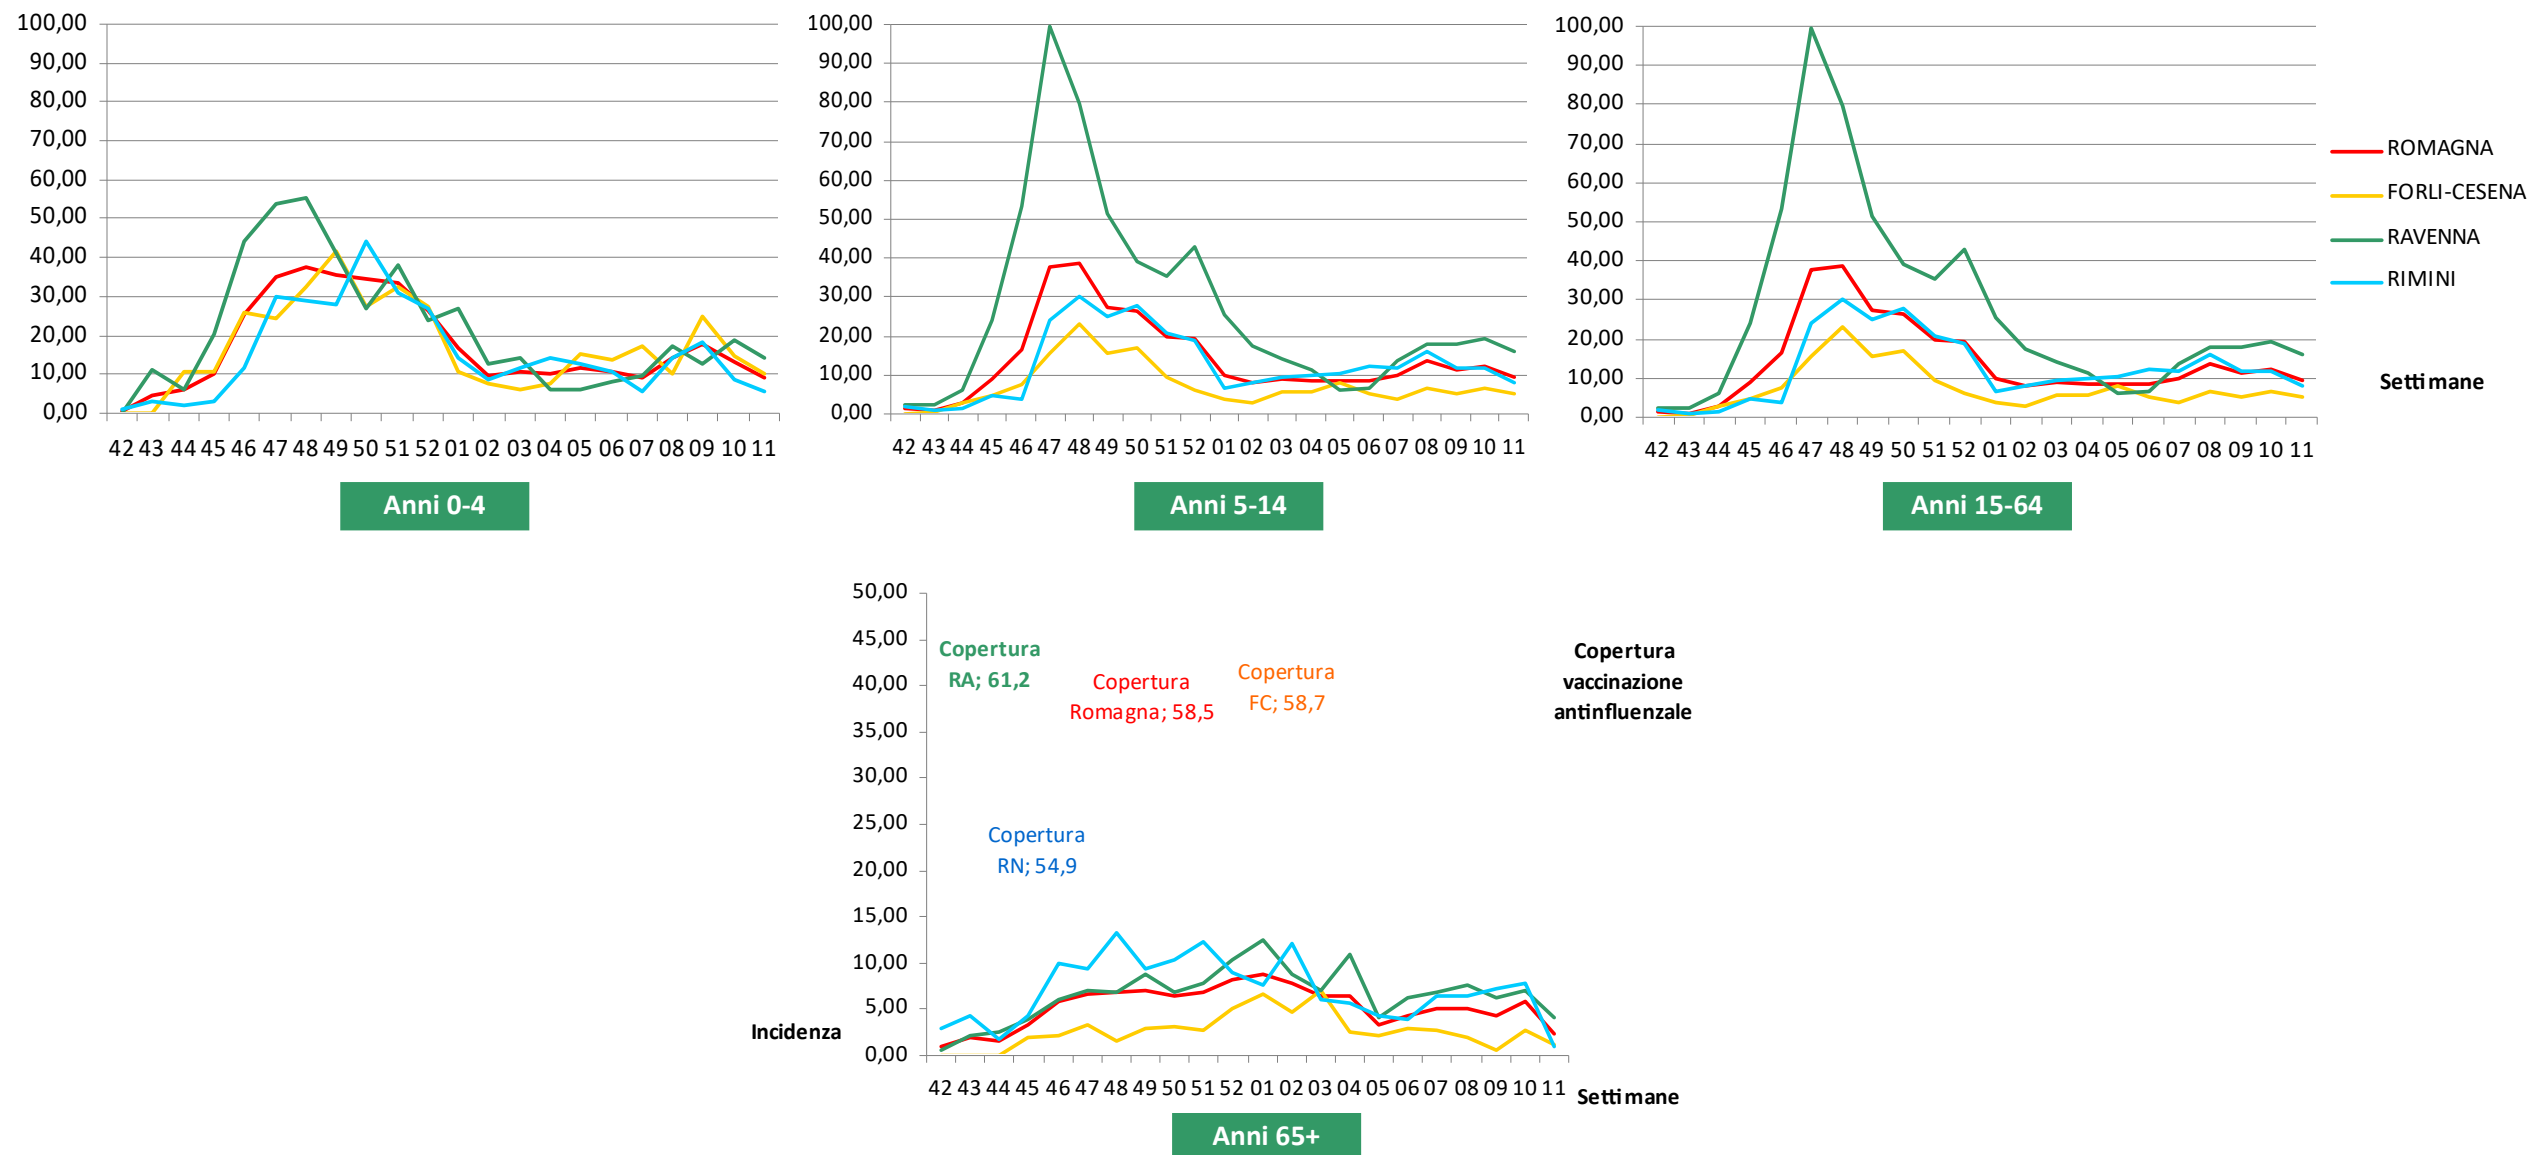 100,00
90,00
80,00
70,00
60,00
50,00
40,00
30,00
20,00
10,00
0,00
42 43 44 45 46 47 48 49 50 51 52 01 02 03 04 05 06 07 08 09 10 11
Anni 0-4
100,00
90,00
80,00
70,00
60,00
50,00
40,00
30,00
20,00
10,00
0,00
42 43 44 45 46 47 48 49 50 51 52 01 02 03 04 05 06 07 08 09 10 11
Anni 5-14
100,00
90,00
80,00
70,00
60,00
50,00
40,00
30,00
20,00
10,00
0,00
42 43 44 45 46 47 48 49 50 51 52 01 02 03 04 05 06 07 08 09 10 11
Anni 15-64
ROMAGNA
FORLI-CESENA
RAVENNA
RIMINI
Settimane
50,00
45,00
40,00
35,00
30,00
25,00
20,00
15,00
10,00
5,00
0,00
Copertura
RA; 61,2
Copertura
Romagna; 58,5
Copertura
FC; 58,7
Copertura
RN; 54,9
Copertura
vaccinazione
antinfluenzale
Incidenza
42 43 44 45 46 47 48 49 50 51 52 01 02 03 04 05 06 07 08 09 10 11
Settimane
Anni 65+